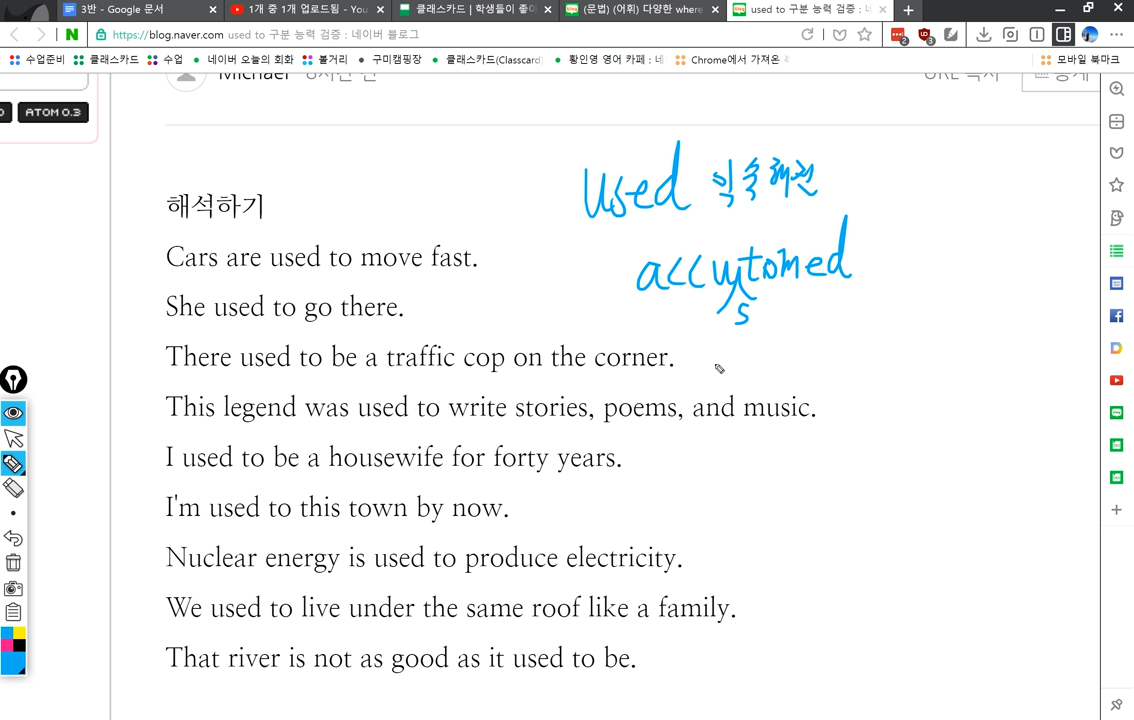 3반 - Google 문서
1개 중 1개 업로드됨 - You
클래스카드 | 학생들이 좋아
(문법) (어휘) 다양한 where
used to 구분 능력 검증 : 네
https://blog.naver.com used to 구분 능력 검증 : 네이버 블로그
수업준비 클래스카드 수업 네이버 오늘의 회화 볼거리 구미캠핑장 클래스카드(Classcard) 황인영 영어 카페 : 네 Chrome에서 가져온 모바일 북마크
Michael
ATOM 0.3
used 익숙해진
해석하기
accumtomed
s
Cars are used to move fast.
She used to go there.
There used to be a traffic cop on the corner.
This legend was used to write stories, poems, and music.
I used to be a housewife for forty years.
I'm used to this town by now.
Nuclear energy is used to produce electricity.
We used to live under the same roof like a family.
That river is not as good as it used to be.